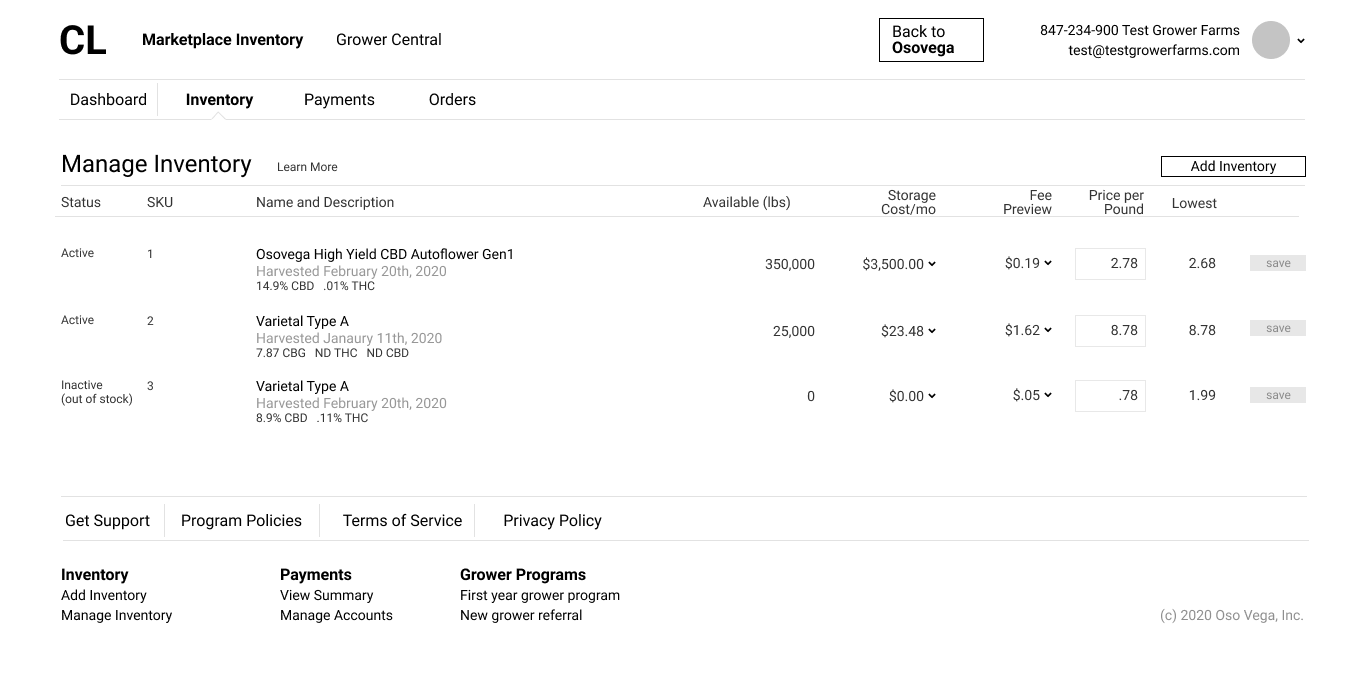 CL
Marketplace Inventory
Grower Central
Back to
Osovega
847-234-900 Test Grower Farms
test@testgrowerfarms.com
Dashboard
Inventory
Payments
Orders
Manage Inventory
Learn More
Add Inventory
Status
SKU
Name and Description
Available (lbs)
Storage
Cost/mo
Fee
Preview
Price per
Pound
Lowest
Active
1
Osovega High Yield CBD Autoflower Gen1
Harvested February 20th, 2020
14.9% CBD .01% THC
350,000
$3,500.00
$0.19
2.78
2.68
save
Active
2
Varietal Type A
Harvested Janaury 11th, 2020
7.87 CBG ND THC ND CBD
25,000
$23.48
$1.62
8.78
8.78
save
Inactive
(out of stock)
3
Varietal Type A
Harvested February 20th, 2020
8.9% CBD .11% THC
0
$0.00
$.05
.78
1.99
save
Get Support
Program Policies
Terms of Service
Privacy Policy
Inventory
Add Inventory
Manage Inventory
Payments
View Summary
Manage Accounts
Grower Programs
First year grower program
New grower referral
(c) 2020 Oso Vega, Inc.